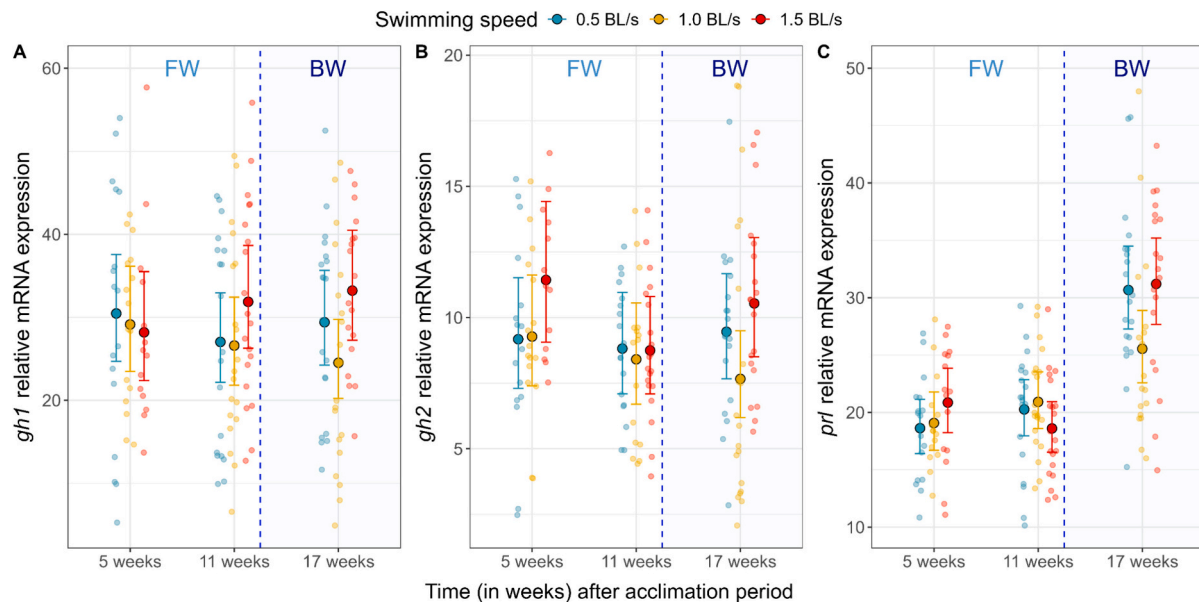 Swimming speed 0.5 BL/s 1.0 BL/s 1.5 BL/s
A
FW
BW
gh1 relative mRNA expression
60
40
20
5 weeks
11 weeks
17 weeks
B
FW
BW
gh2 relative mRNA expression
20
15
10
5
5 weeks
11 weeks
17 weeks
C
FW
BW
prl relative mRNA expression
50
40
30
20
10
5 weeks
11 weeks
17 weeks
Time (in weeks) after acclimation period